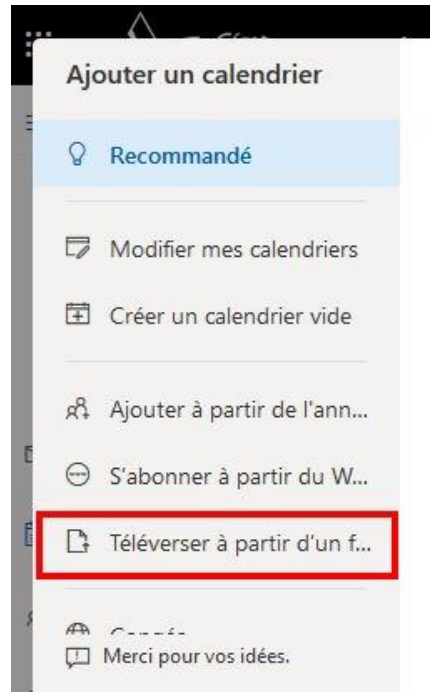 Ajouter un calendrier
Recommandé
Modifier mes calendriers
Créer un calendrier vide
Ajouter à partir de l'ann...
S'abonner à partir du W...
Téléverser à partir d'un f...
Merci pour vos idées.